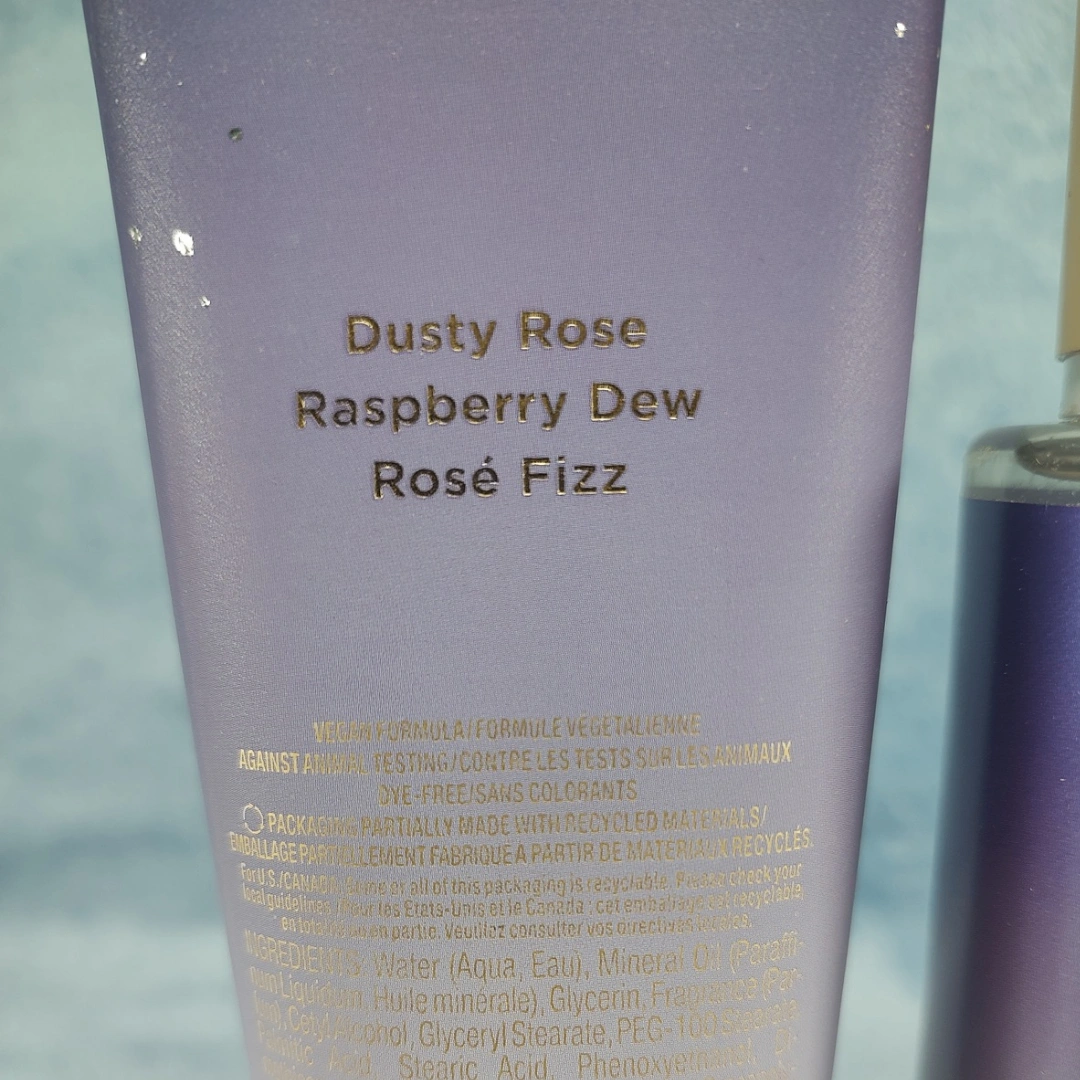 Dusty Rose
Raspberry Dew
Rosé Fizz
VEGAN FORMULA/FORMULE VÉGÉTALIENNE
AGAINST ANIMAL TESTING/CONTRE LES TESTS SUR LES ANIMAUX
DYE-FREE/SANS COLORANTS
PACKAGING PARTIALLY MADE WITH RECYCLED MATERIALS/
EMBALLAGE PARTIELLEMENT FABRIQUÉ À PARTIR DE MATÉRIAUX RECYCLÉS.
For U.S./CANADA: Some or all of this packaging is recyclable. Please check your
local guidelines. /Pour les États-Unis et le Canada : cet emballage est recyclable
en totalité ou en partie. Veuillez consulter vos directives locales.
INGREDIENTS: Water (Aqua, Eau), Mineral Oil (Paraffi-
num Liquidum, Huile minérale), Glycerin, Fragrance (Par-
fum), Cetyl Alcohol, Glyceryl Stearate, PEG-100 Stearate,
Palmitic Acid, Stearic Acid, Phenoxyethanol, Di-